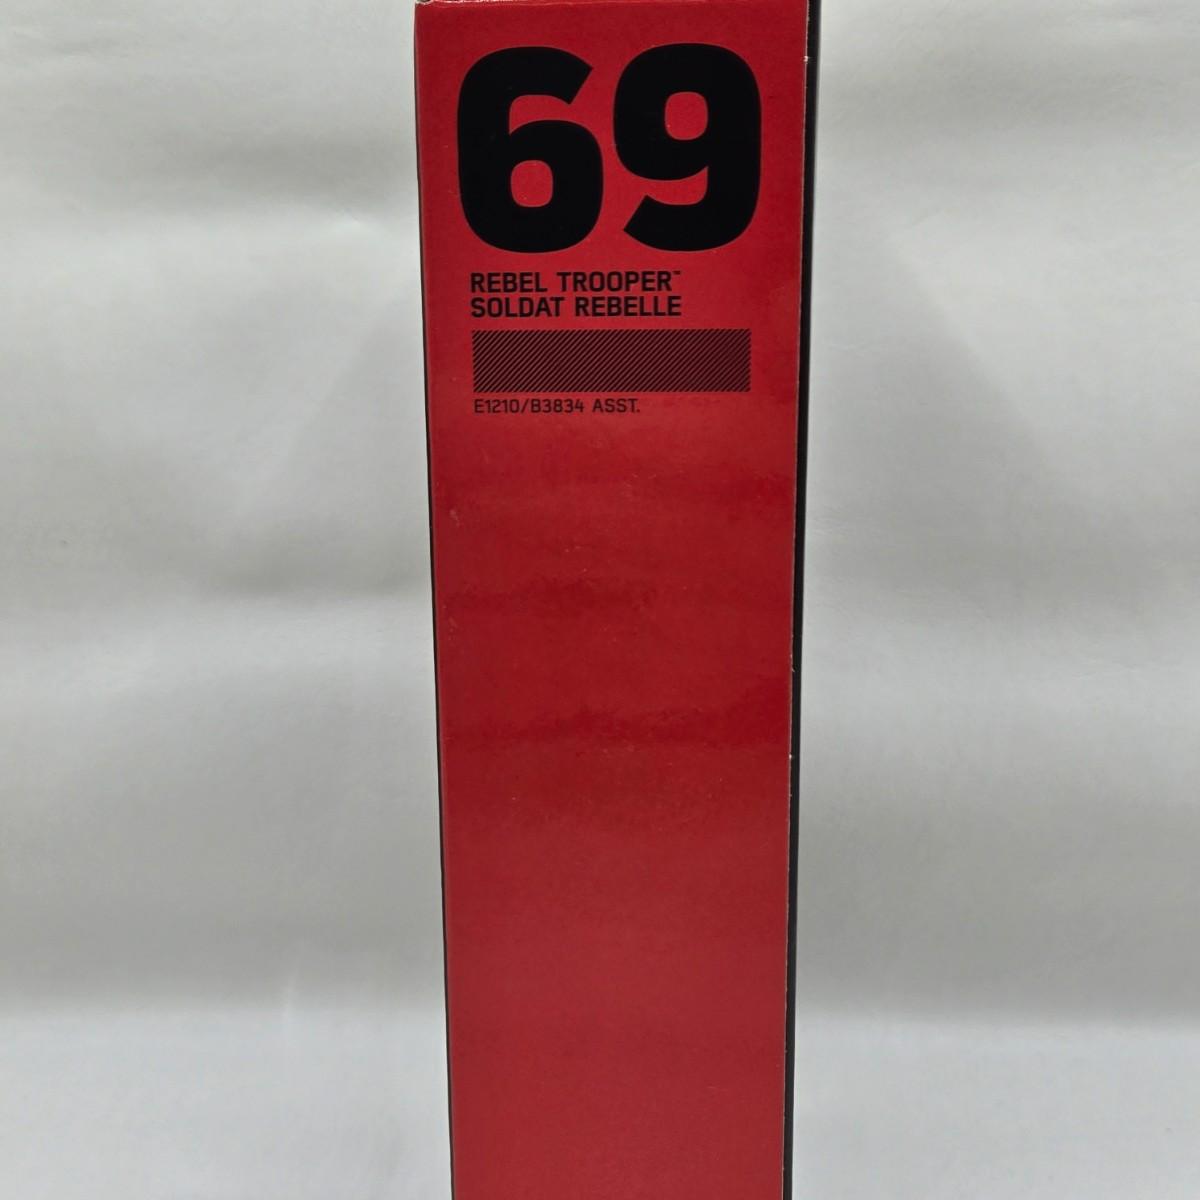 69
REBEL TROOPER™
SOLDAT REBELLE
E1210/B3834 ASST.